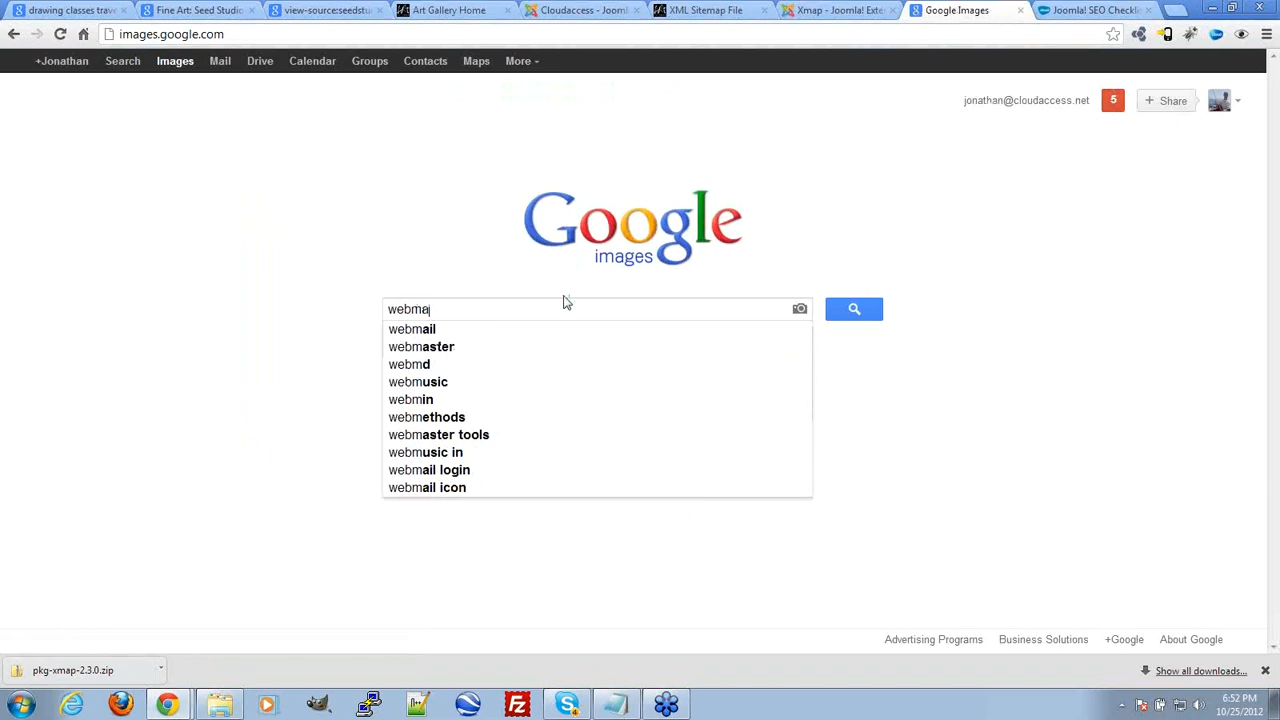 drawing classes trave
Fine Art: Seed Studio
view-source:seedstu
Art Gallery Home
Cloudaccess - Joomla
XML Sitemap File
Xmap - Joomla! Exte
Google Images
Joomla! SEO Checkli
images.google.com
+Jonathan Search Images Mail Drive Calendar Groups Contacts Maps More
jonathan@cloudaccess.net 5 + Share
Google
images
webma
webmail
webmaster
webmd
webmusic
webmin
webmethods
webmaster tools
webmusic in
webmail login
webmail icon
Advertising Programs Business Solutions +Google About Google
pkg-xmap-2.3.0.zip
Show all downloads...
6:52 PM
10/25/2012